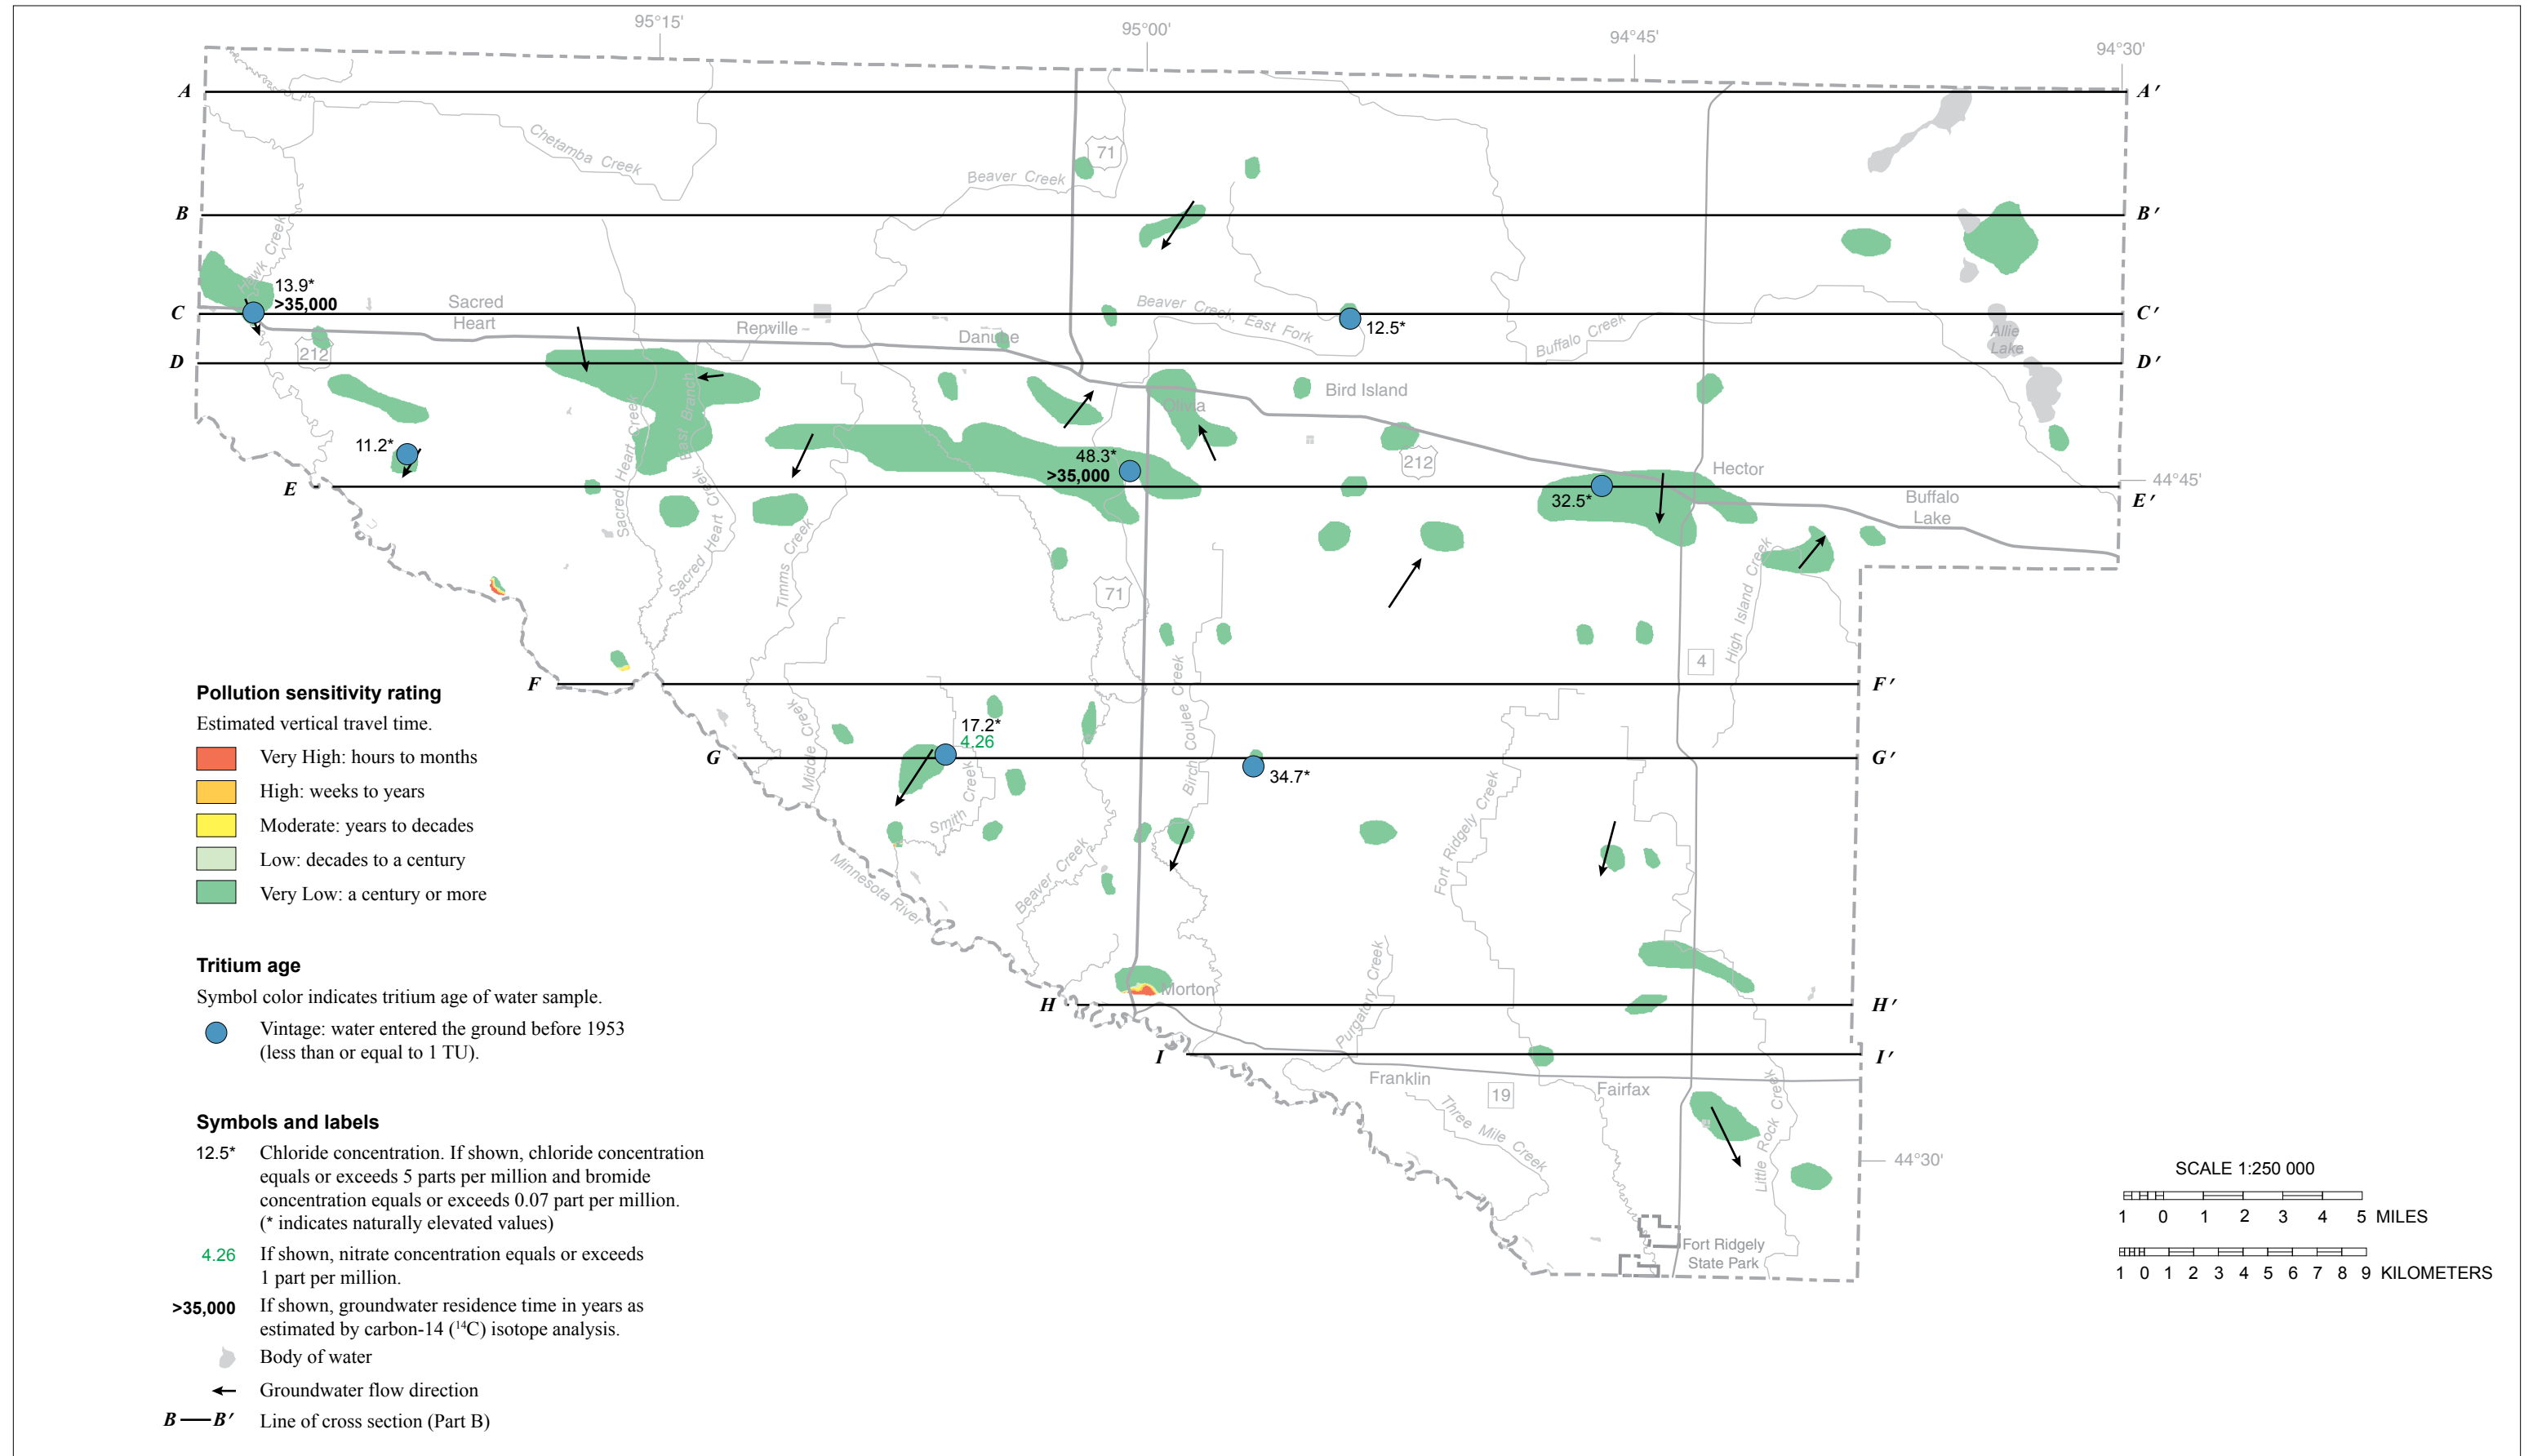 95°15'
95°00'
94°45'
94°30'
A
A′
Chetamba Creek
71
Beaver Creek
B
B′
Hawk Creek
13.9*
>35,000
C
C′
Sacred
Heart
Renville
Danube
Beaver Creek, East Fork
12.5*
Buffalo Creek
Allie
Lake
212
D
D′
Bird Island
Olivia
11.2*
Sacred Heart Creek
Sacred Heart Creek, East Branch
48.3*
>35,000
212
Hector
32.5*
Buffalo
Lake
44°45'
E
E′
Timms Creek
71
High Island Creek
4
F
F′
Middle Creek
17.2*
4.26
Birch Coulee Creek
G
G′
34.7*
Smith Creek
Minnesota River
Beaver Creek
Fort Ridgely Creek
Purgatory Creek
Morton
H
H′
I
I′
Franklin
19
Fairfax
Three Mile Creek
Little Rock Creek
44°30'
Fort Ridgely
State Park
Pollution sensitivity rating
Estimated vertical travel time.
Very High: hours to months
High: weeks to years
Moderate: years to decades
Low: decades to a century
Very Low: a century or more
Tritium age
Symbol color indicates tritium age of water sample.
Vintage: water entered the ground before 1953
(less than or equal to 1 TU).
Symbols and labels
12.5* Chloride concentration. If shown, chloride concentration
equals or exceeds 5 parts per million and bromide
concentration equals or exceeds 0.07 part per million.
(* indicates naturally elevated values)
4.26 If shown, nitrate concentration equals or exceeds
1 part per million.
>35,000 If shown, groundwater residence time in years as
estimated by carbon-14 (¹⁴C) isotope analysis.
Body of water
Groundwater flow direction
B—B′ Line of cross section (Part B)
SCALE 1:250 000
1 0 1 2 3 4 5 MILES
1 0 1 2 3 4 5 6 7 8 9 KILOMETERS